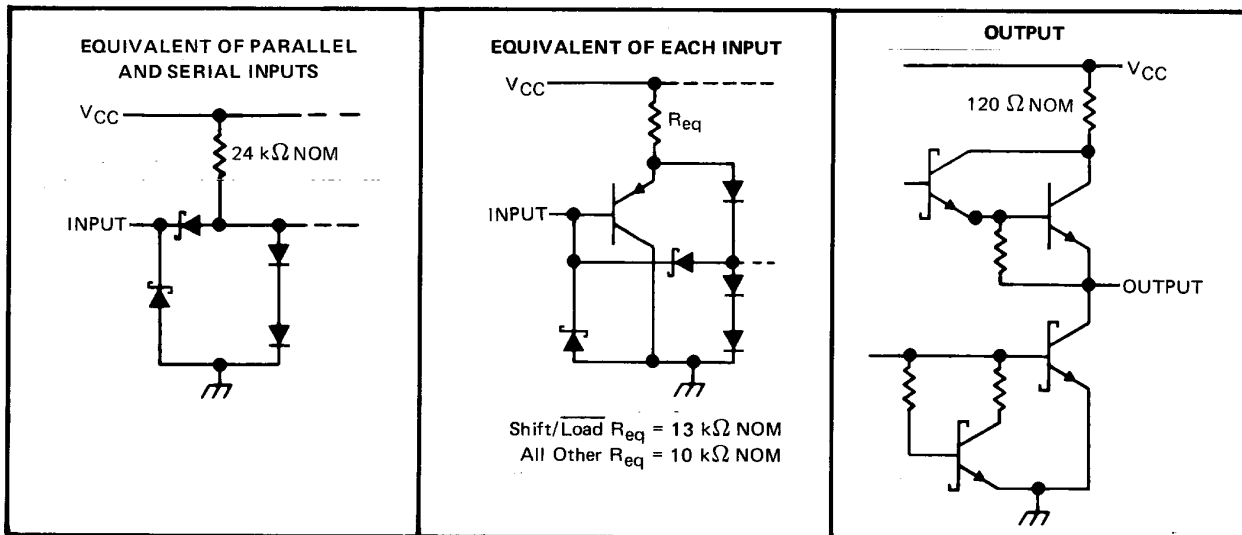 EQUIVALENT OF PARALLEL
AND SERIAL INPUTS
VCC
24 kΩ NOM
INPUT
EQUIVALENT OF EACH INPUT
VCC
Req
INPUT
Shift/Load Req = 13 kΩ NOM
All Other Req = 10 kΩ NOM
OUTPUT
VCC
120 Ω NOM
OUTPUT